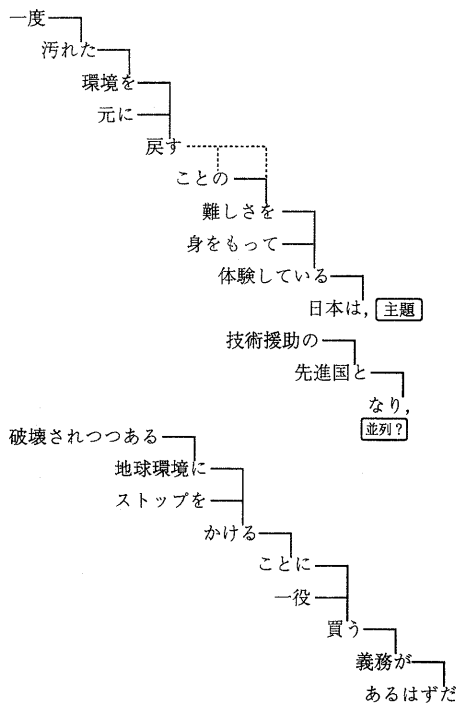 一度
汚れた
環境を
元に
戻す
ことの
難しさを
身をもって
体験している
日本は, 主題
技術援助の
先進国と
なり,
並列?
破壊されつつある
地球環境に
ストップを
かける
ことに
一役
買う
義務が
あるはずだ